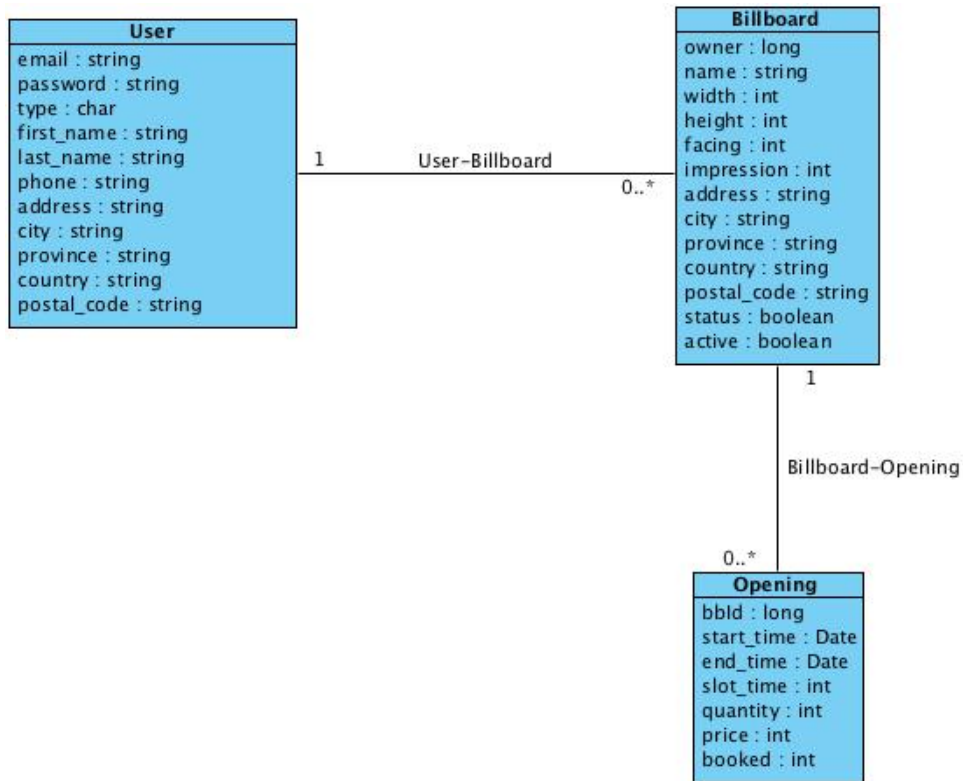 User
email : string
password : string
type : char
first_name : string
last_name : string
phone : string
address : string
city : string
province : string
country : string
postal_code : string
1
User-Billboard
0..*
Billboard
owner : long
name : string
width : int
height : int
facing : int
impression : int
address : string
city : string
province : string
country : string
postal_code : string
status : boolean
active : boolean
1
Billboard-Opening
0..*
Opening
bbId : long
start_time : Date
end_time : Date
slot_time : int
quantity : int
price : int
booked : int